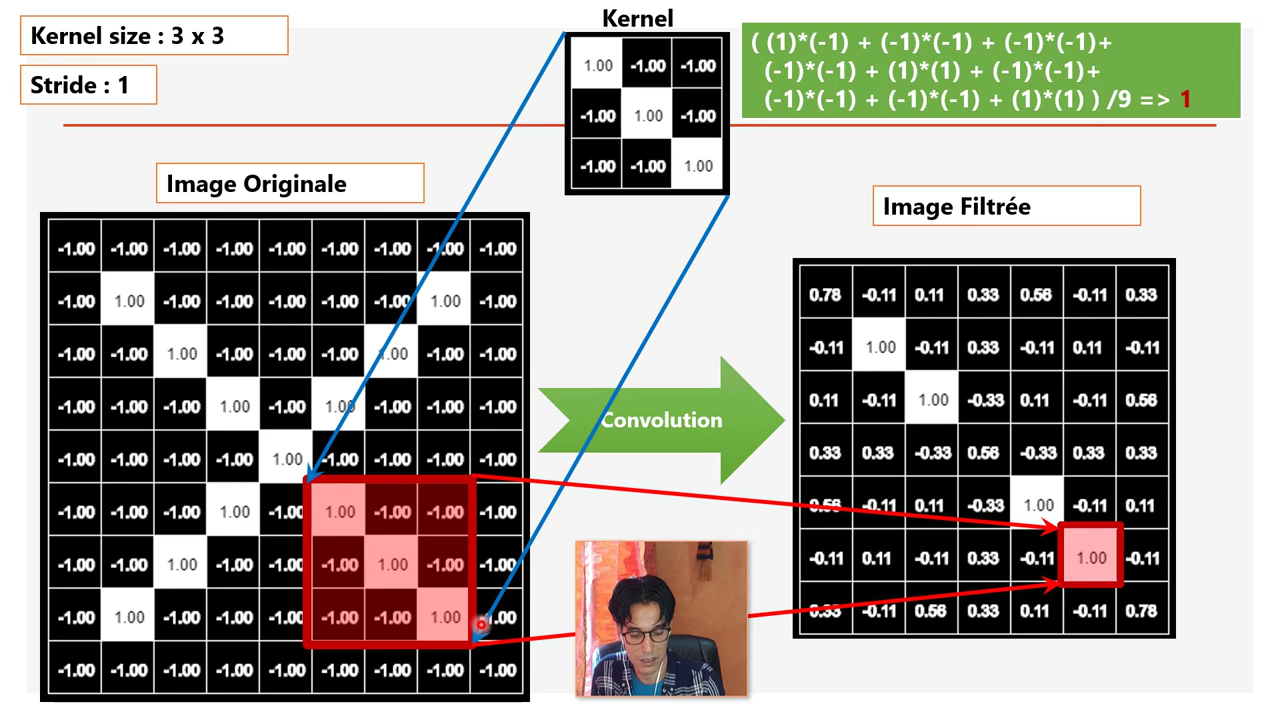 Kernel size : 3 x 3
Stride : 1
Kernel
1.00 -1.00 -1.00
-1.00 1.00 -1.00
-1.00 -1.00 1.00
( (1)*(-1) + (-1)*(-1) + (-1)*(-1)+
(-1)*(-1) + (1)*(1) + (-1)*(-1)+
(-1)*(-1) + (-1)*(-1) + (1)*(1) ) /9 => 1
Image Originale
-1.00 -1.00 -1.00 -1.00 -1.00 -1.00 -1.00 -1.00 -1.00
-1.00 1.00 -1.00 -1.00 -1.00 -1.00 -1.00 1.00 -1.00
-1.00 -1.00 1.00 -1.00 -1.00 -1.00 1.00 -1.00 -1.00
-1.00 -1.00 -1.00 1.00 -1.00 1.00 -1.00 -1.00 -1.00
-1.00 -1.00 -1.00 -1.00 1.00 -1.00 -1.00 -1.00 -1.00
-1.00 -1.00 -1.00 1.00 -1.00 1.00 -1.00 -1.00 -1.00
-1.00 -1.00 1.00 -1.00 -1.00 -1.00 1.00 -1.00 -1.00
-1.00 1.00 -1.00 -1.00 -1.00 -1.00 -1.00 1.00 -1.00
-1.00 -1.00 -1.00 -1.00 -1.00 -1.00 -1.00 -1.00 -1.00
Convolution
Image Filtrée
0.78 -0.11 0.11 0.33 0.56 -0.11 0.33
-0.11 1.00 -0.11 0.33 -0.11 0.11 -0.11
0.11 -0.11 1.00 -0.33 0.11 -0.11 0.56
0.33 0.33 -0.33 0.56 -0.33 0.33 0.33
0.56 -0.11 0.11 -0.33 1.00 -0.11 0.11
-0.11 0.11 -0.11 0.33 -0.11 1.00 -0.11
0.33 -0.11 0.56 0.33 0.11 -0.11 0.78